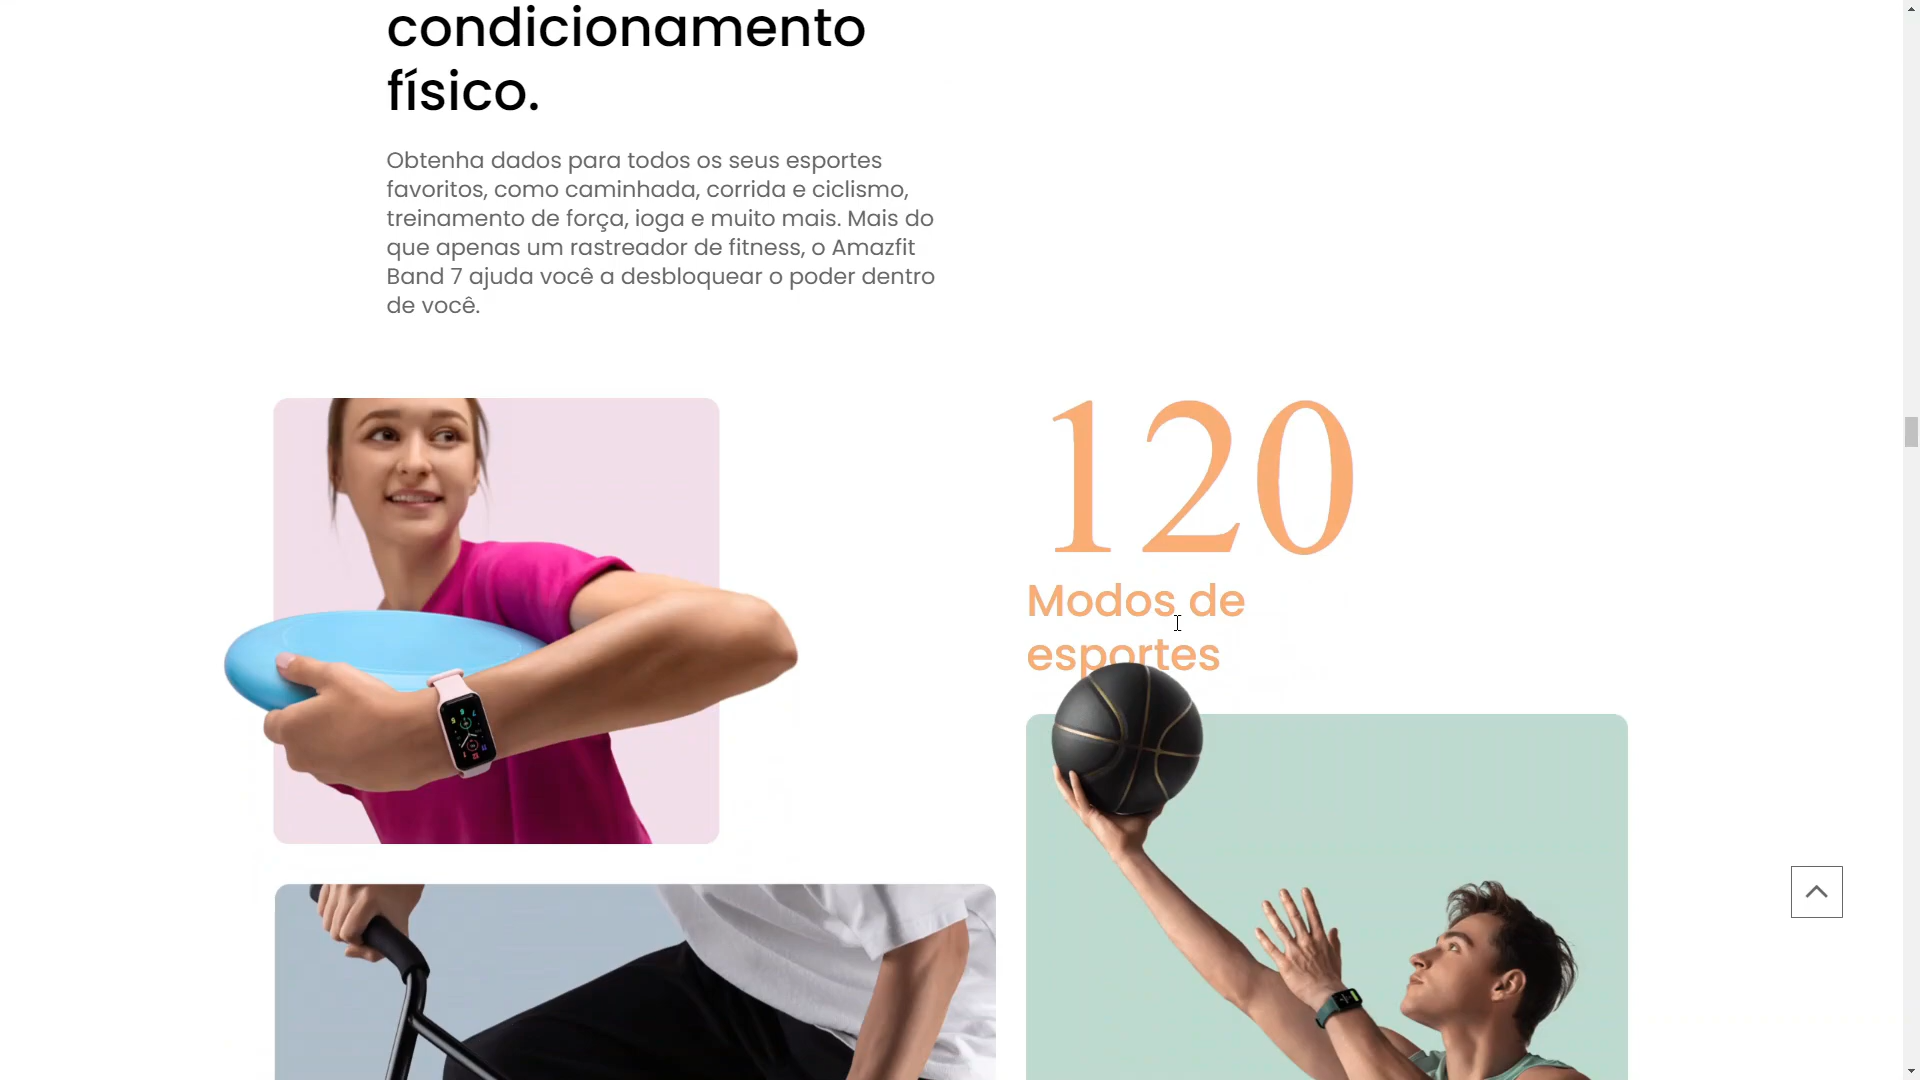 condicionamento
físico.
Obtenha dados para todos os seus esportes
favoritos, como caminhada, corrida e ciclismo,
treinamento de força, ioga e muito mais. Mais do
que apenas um rastreador de fitness, o Amazfit
Band 7 ajuda você a desbloquear o poder dentro
de você.
120
Modos de
esportes